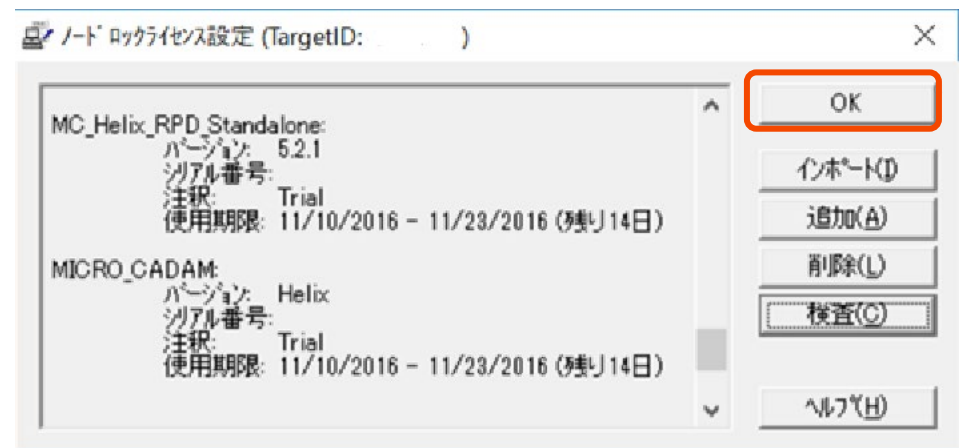 ノード ロックライセンス設定 (TargetID: )
MC_Helix_RPD_Standalone:
バージョン: 5.2.1
シリアル番号:
注釈: Trial
使用期限: 11/10/2016 - 11/23/2016 (残り14日)
MICRO_CADAM:
バージョン: Helix
シリアル番号:
注釈: Trial
使用期限: 11/10/2016 - 11/23/2016 (残り14日)
OK
インポート(I)
追加(A)
削除(L)
検査(C)
ヘルプ(H)